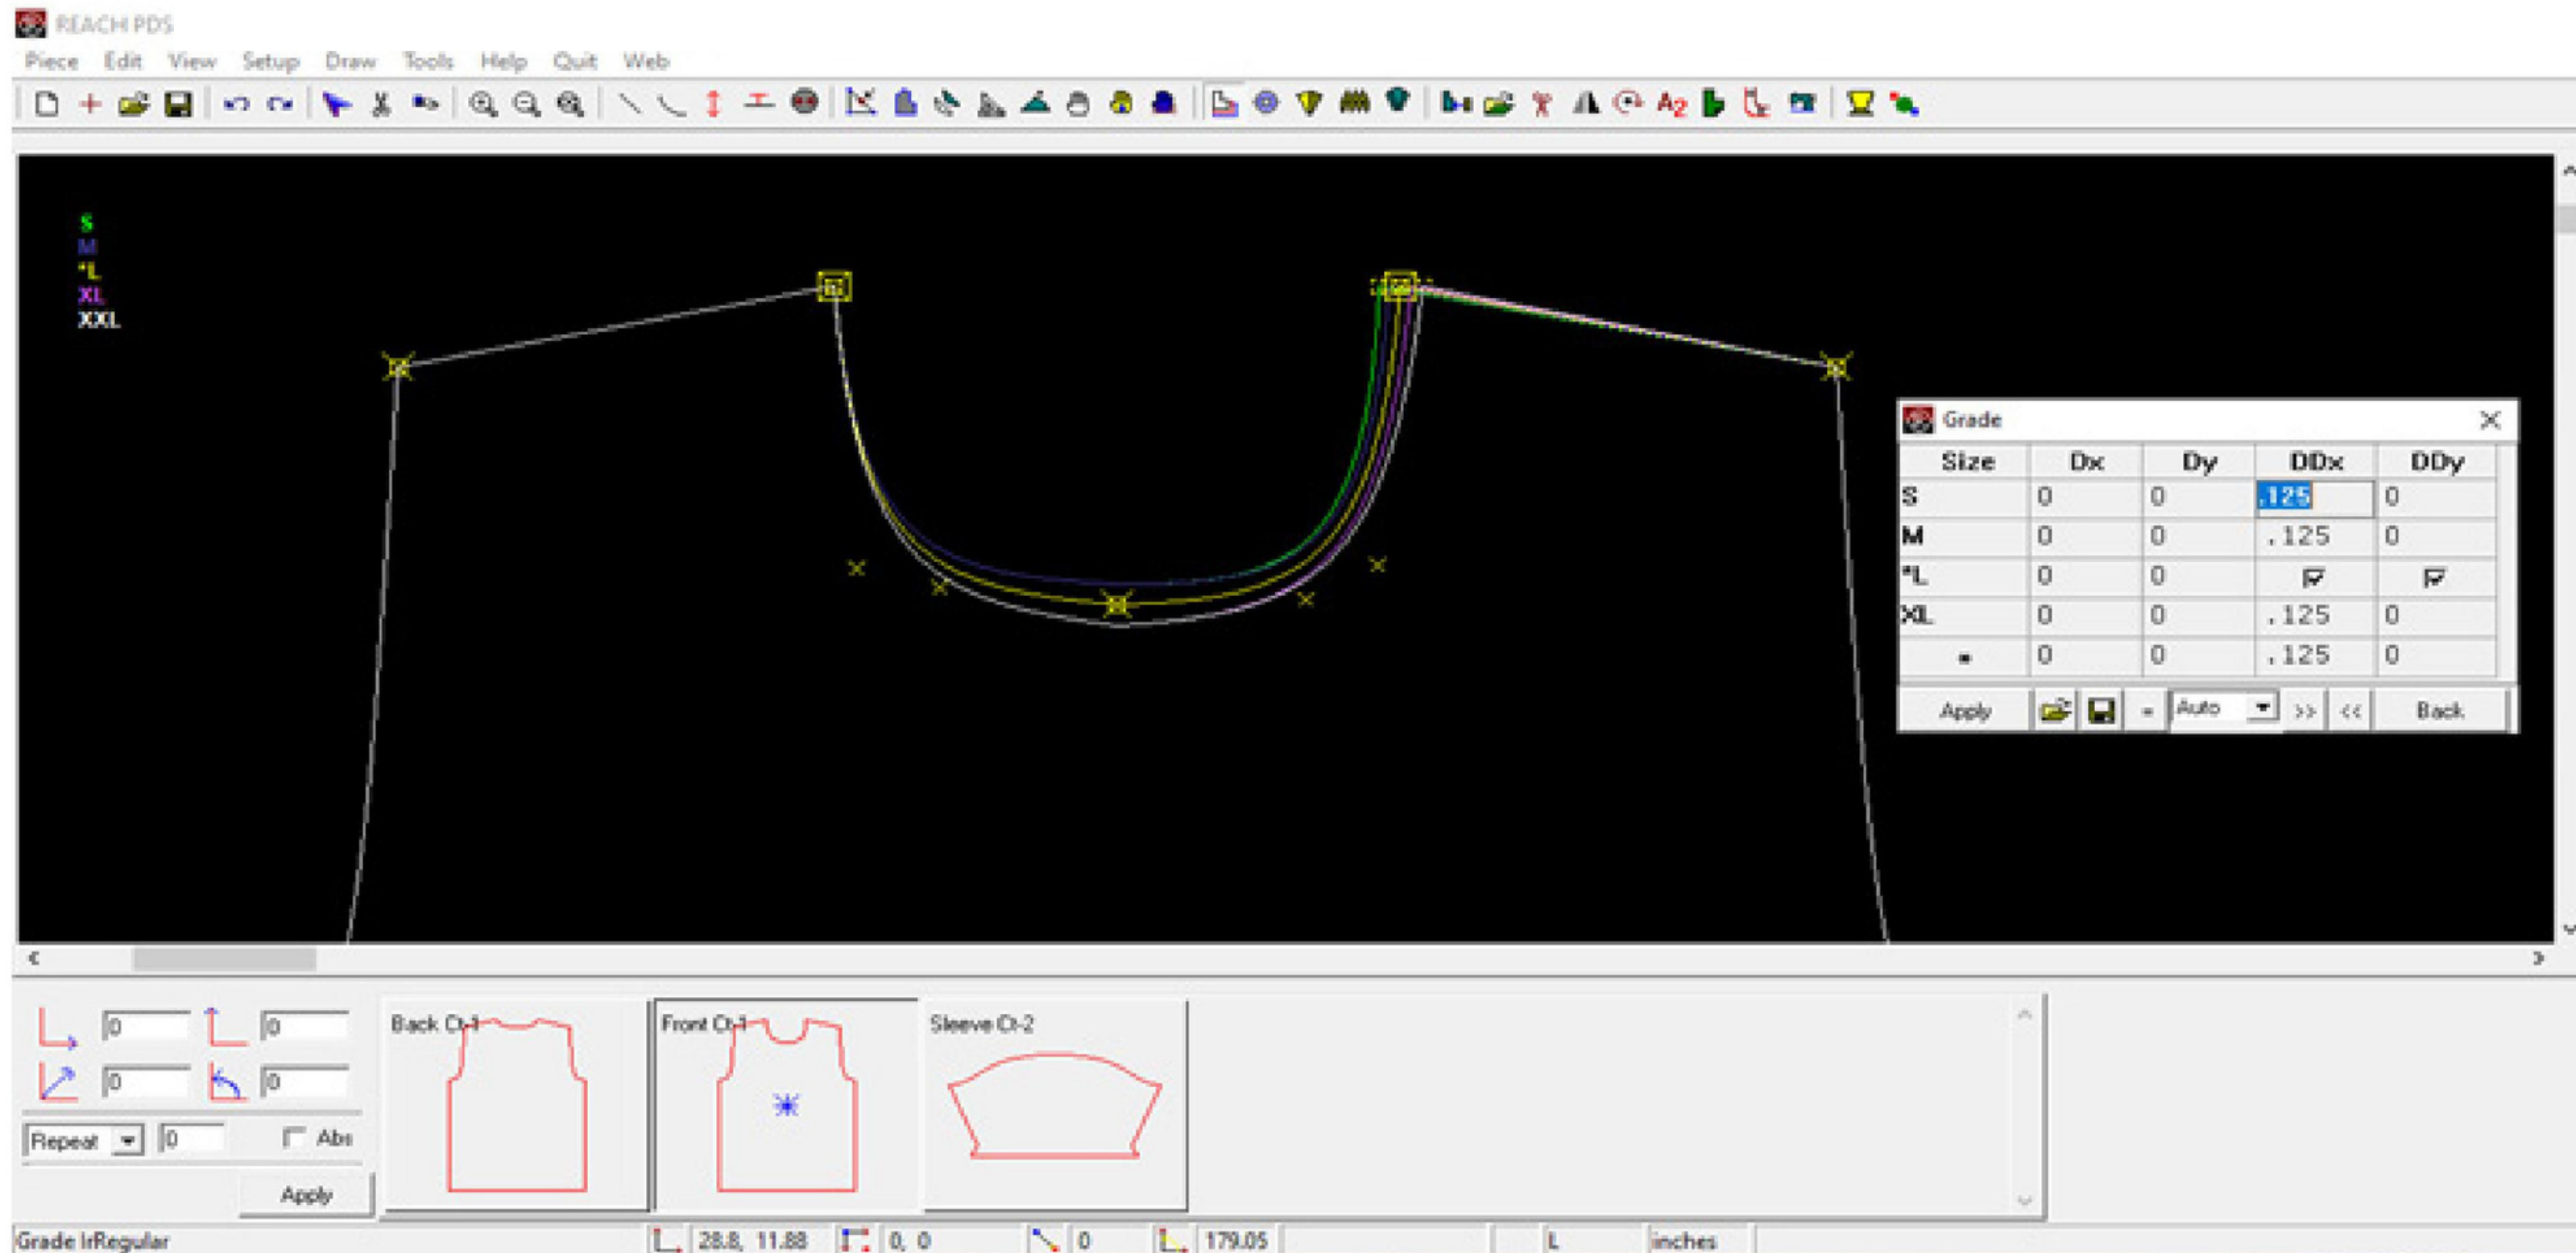 REACH PDS
Piece Edit View Setup Draw Tools Help Quit Web
S
M
*L
XL
XXL
Grade
Size Dx Dy DDx DDy
S 0 0 .125 0
M 0 0 .125 0
*L 0 0
XL 0 0 .125 0
0 0 .125 0
Apply = Auto >> << Back
0 0
0 0
Repeat 0 Abs
Apply
Back Ct-1
Front Ct-1
Sleeve Ct-2
Grade IrRegular 28.8, 11.88 0, 0 0 179.05 L inches